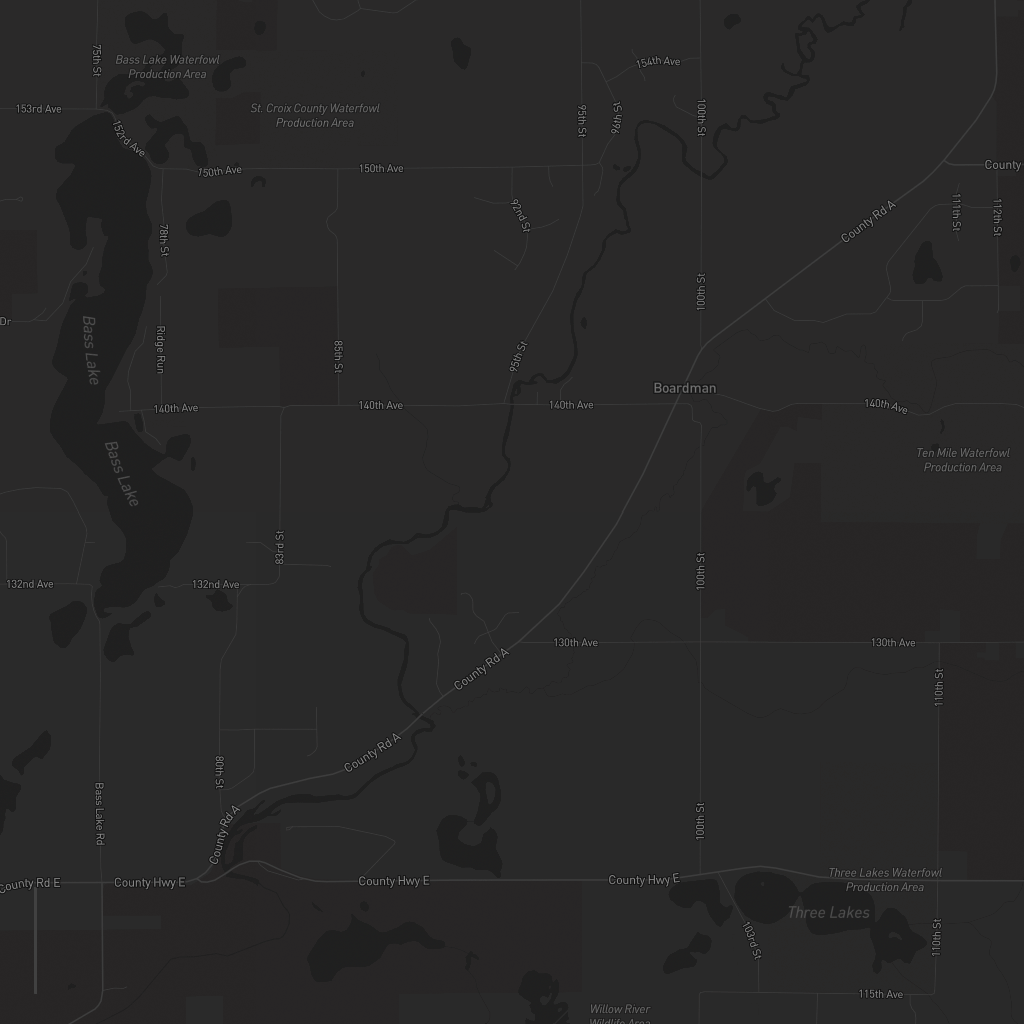 75th St
Bass Lake Waterfowl
Production Area
154th Ave
153rd Ave
St. Croix County Waterfowl
Production Area
95th St
96th St
100th St
152rd Ave
150th Ave
150th Ave
County
92nd St
111th St
112th St
County Rd A
78th St
100th St
Dr
Bass Lake
Ridge Run
85th St
95th St
Boardman
140th Ave
140th Ave
140th Ave
140th Ave
Bass Lake
Ten Mile Waterfowl
Production Area
83rd St
100th St
132nd Ave
132nd Ave
130th Ave
130th Ave
County Rd A
110th St
County Rd A
80th St
Bass Lake Rd
County Rd A
100th St
County Rd E
County Hwy E
County Hwy E
County Hwy E
Three Lakes Waterfowl
Production Area
Three Lakes
103rd St
110th St
115th Ave
Willow River
Wildlife Area